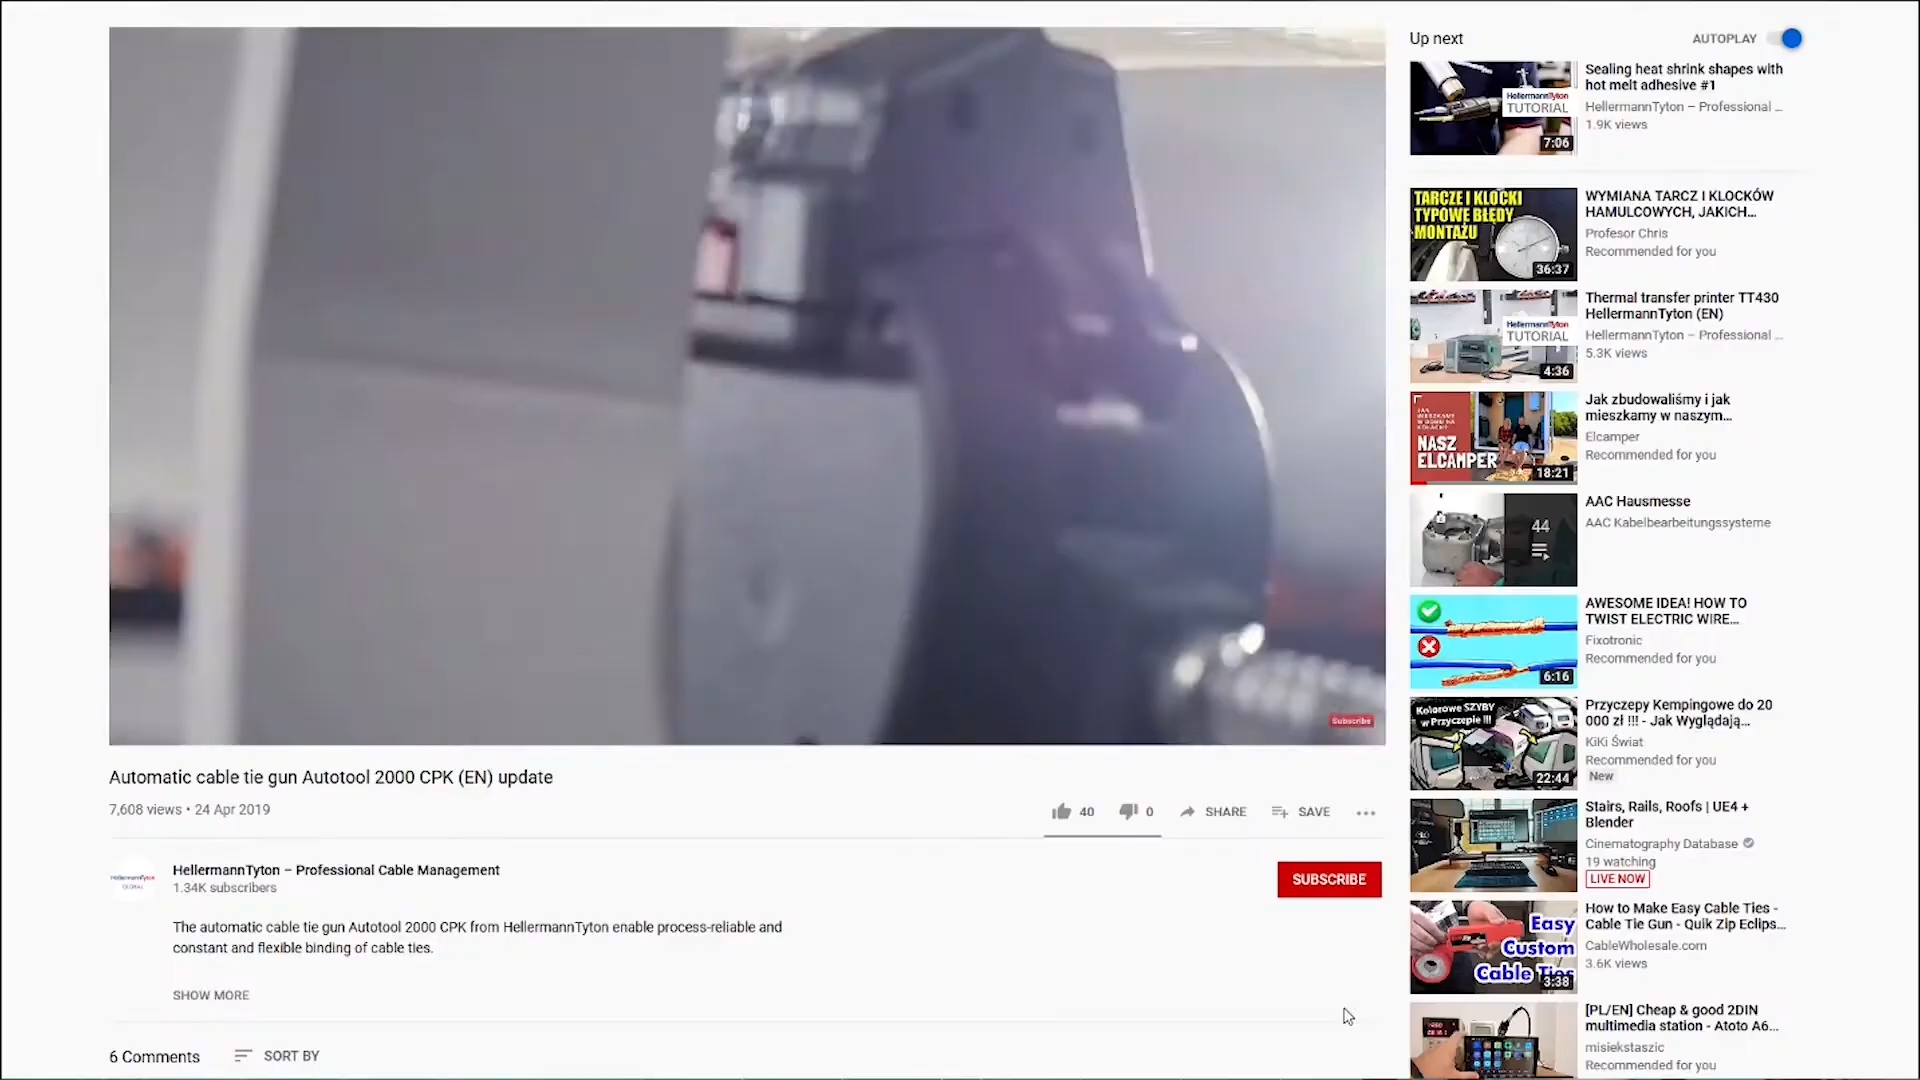 Subscribe
Automatic cable tie gun Autotool 2000 CPK (EN) update
7,608 views • 24 Apr 2019
40
0
SHARE
SAVE
HellermannTyton
GLOBAL
HellermannTyton – Professional Cable Management
1.34K subscribers
SUBSCRIBE
The automatic cable tie gun Autotool 2000 CPK from HellermannTyton enable process-reliable and
constant and flexible binding of cable ties.
SHOW MORE
6 Comments
SORT BY
Up next
AUTOPLAY
HellermannTyton
TUTORIAL
7:06
Sealing heat shrink shapes with
hot melt adhesive #1
HellermannTyton – Professional ...
1.9K views
TARCZE I KLOCKI
TYPOWE BŁĘDY
MONTAŻU
36:37
WYMIANA TARCZ I KLOCKÓW
HAMULCOWYCH, JAKICH...
Profesor Chris
Recommended for you
HellermannTyton
TUTORIAL
4:36
Thermal transfer printer TT430
HellermannTyton (EN)
HellermannTyton – Professional ...
5.3K views
JAK
MIESZKAMY
W DOMU NA
KOŁACH?
NASZ
ELCAMPER
18:21
Jak zbudowaliśmy i jak
mieszkamy w naszym...
Elcamper
Recommended for you
44
AAC Hausmesse
AAC Kabelbearbeitungssysteme
6:16
AWESOME IDEA! HOW TO
TWIST ELECTRIC WIRE...
Fixotronic
Recommended for you
Kolorowe SZYBY
w Przyczepie !!!
22:44
Przyczepy Kempingowe do 20
000 zł !!! - Jak Wyglądają...
KiKi Świat
Recommended for you
New
Stairs, Rails, Roofs | UE4 +
Blender
Cinematography Database
19 watching
LIVE NOW
Easy
Custom
Cable Ties
3:38
How to Make Easy Cable Ties -
Cable Tie Gun - Quik Zip Eclips...
CableWholesale.com
3.6K views
[PL/EN] Cheap & good 2DIN
multimedia station - Atoto A6...
misiekstaszic
Recommended for you